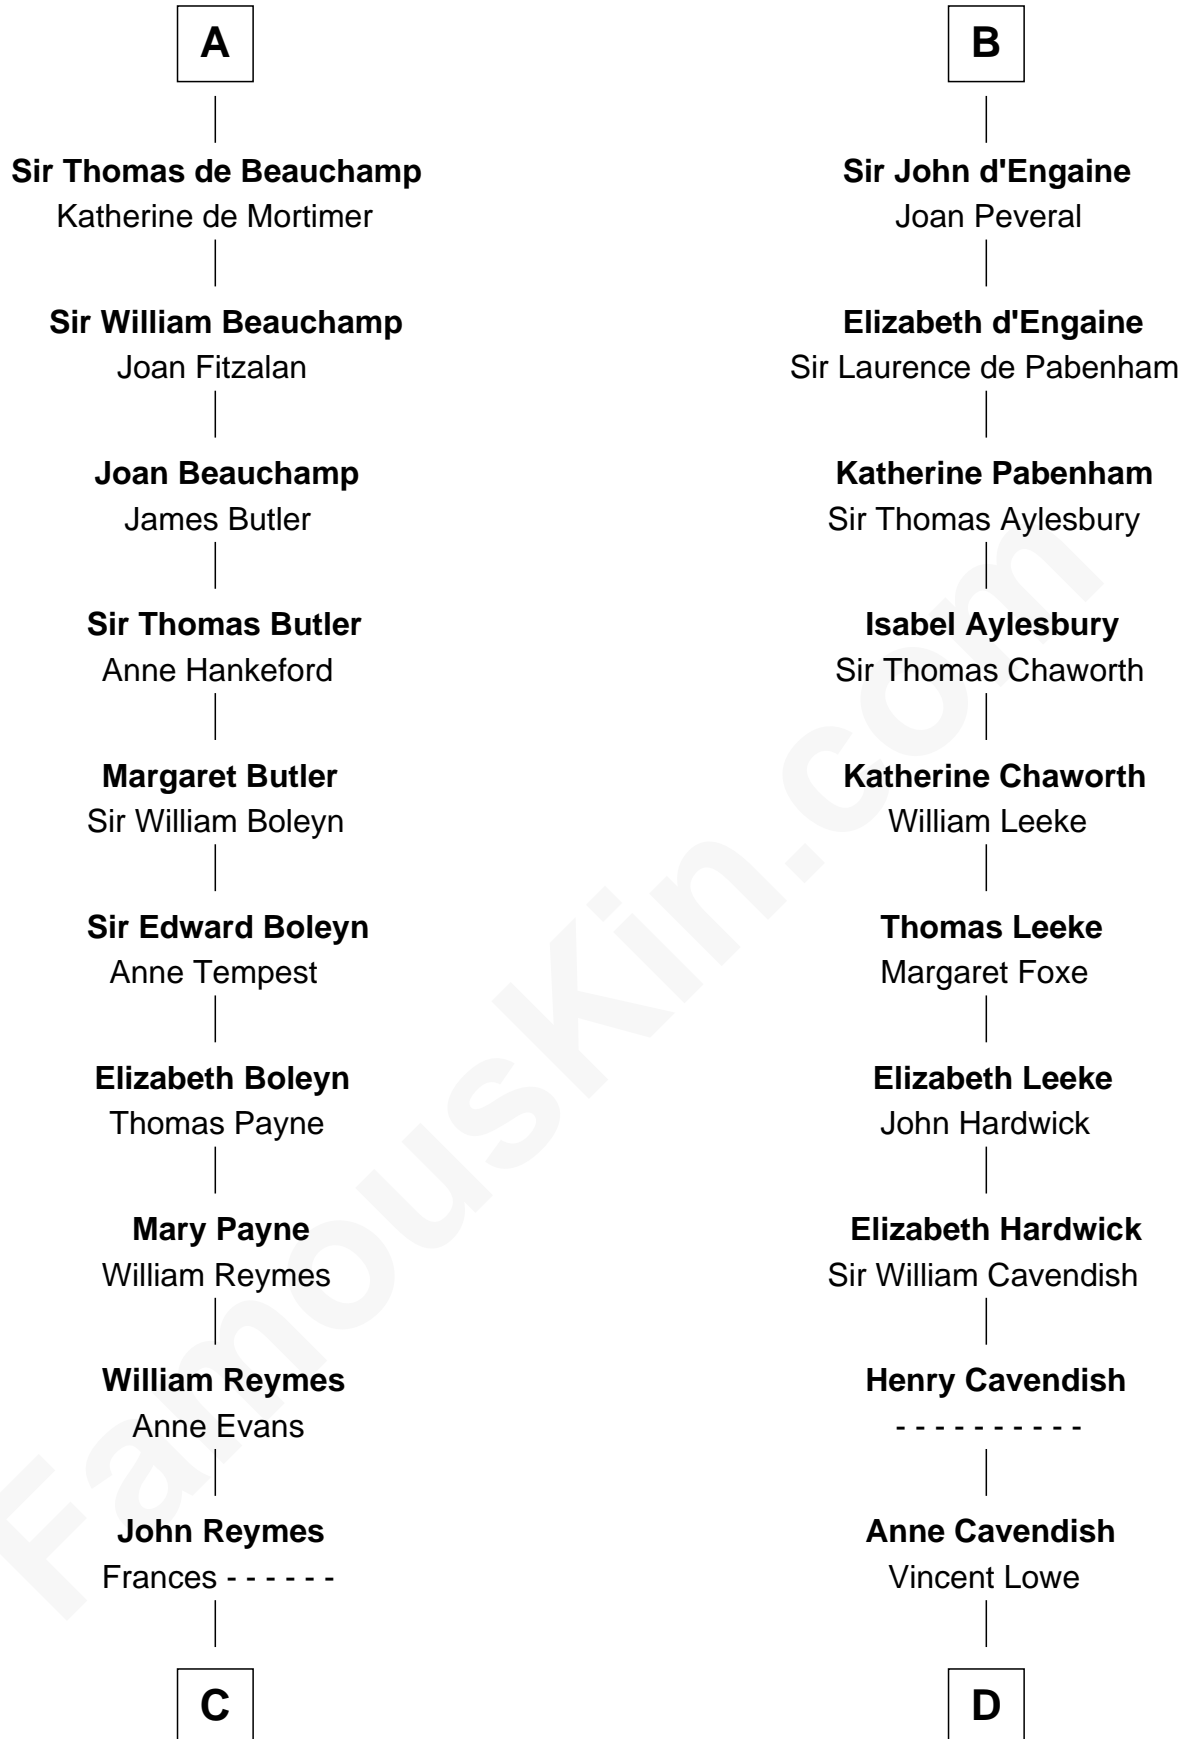 A
Sir Thomas de Beauchamp
Katherine de Mortimer
Sir William Beauchamp
Joan Fitzalan
Joan Beauchamp
James Butler
Sir Thomas Butler
Anne Hankeford
Margaret Butler
Sir William Boleyn
Sir Edward Boleyn
Anne Tempest
Elizabeth Boleyn
Thomas Payne
Mary Payne
William Reymes
William Reymes
Anne Evans
John Reymes
Frances - - - - - -
C
B
Sir John d'Engaine
Joan Peveral
Elizabeth d'Engaine
Sir Laurence de Pabenham
Katherine Pabenham
Sir Thomas Aylesbury
Isabel Aylesbury
Sir Thomas Chaworth
Katherine Chaworth
William Leeke
Thomas Leeke
Margaret Foxe
Elizabeth Leeke
John Hardwick
Elizabeth Hardwick
Sir William Cavendish
Henry Cavendish
- - - - - - - - - -
Anne Cavendish
Vincent Lowe
D
FamousKin.com